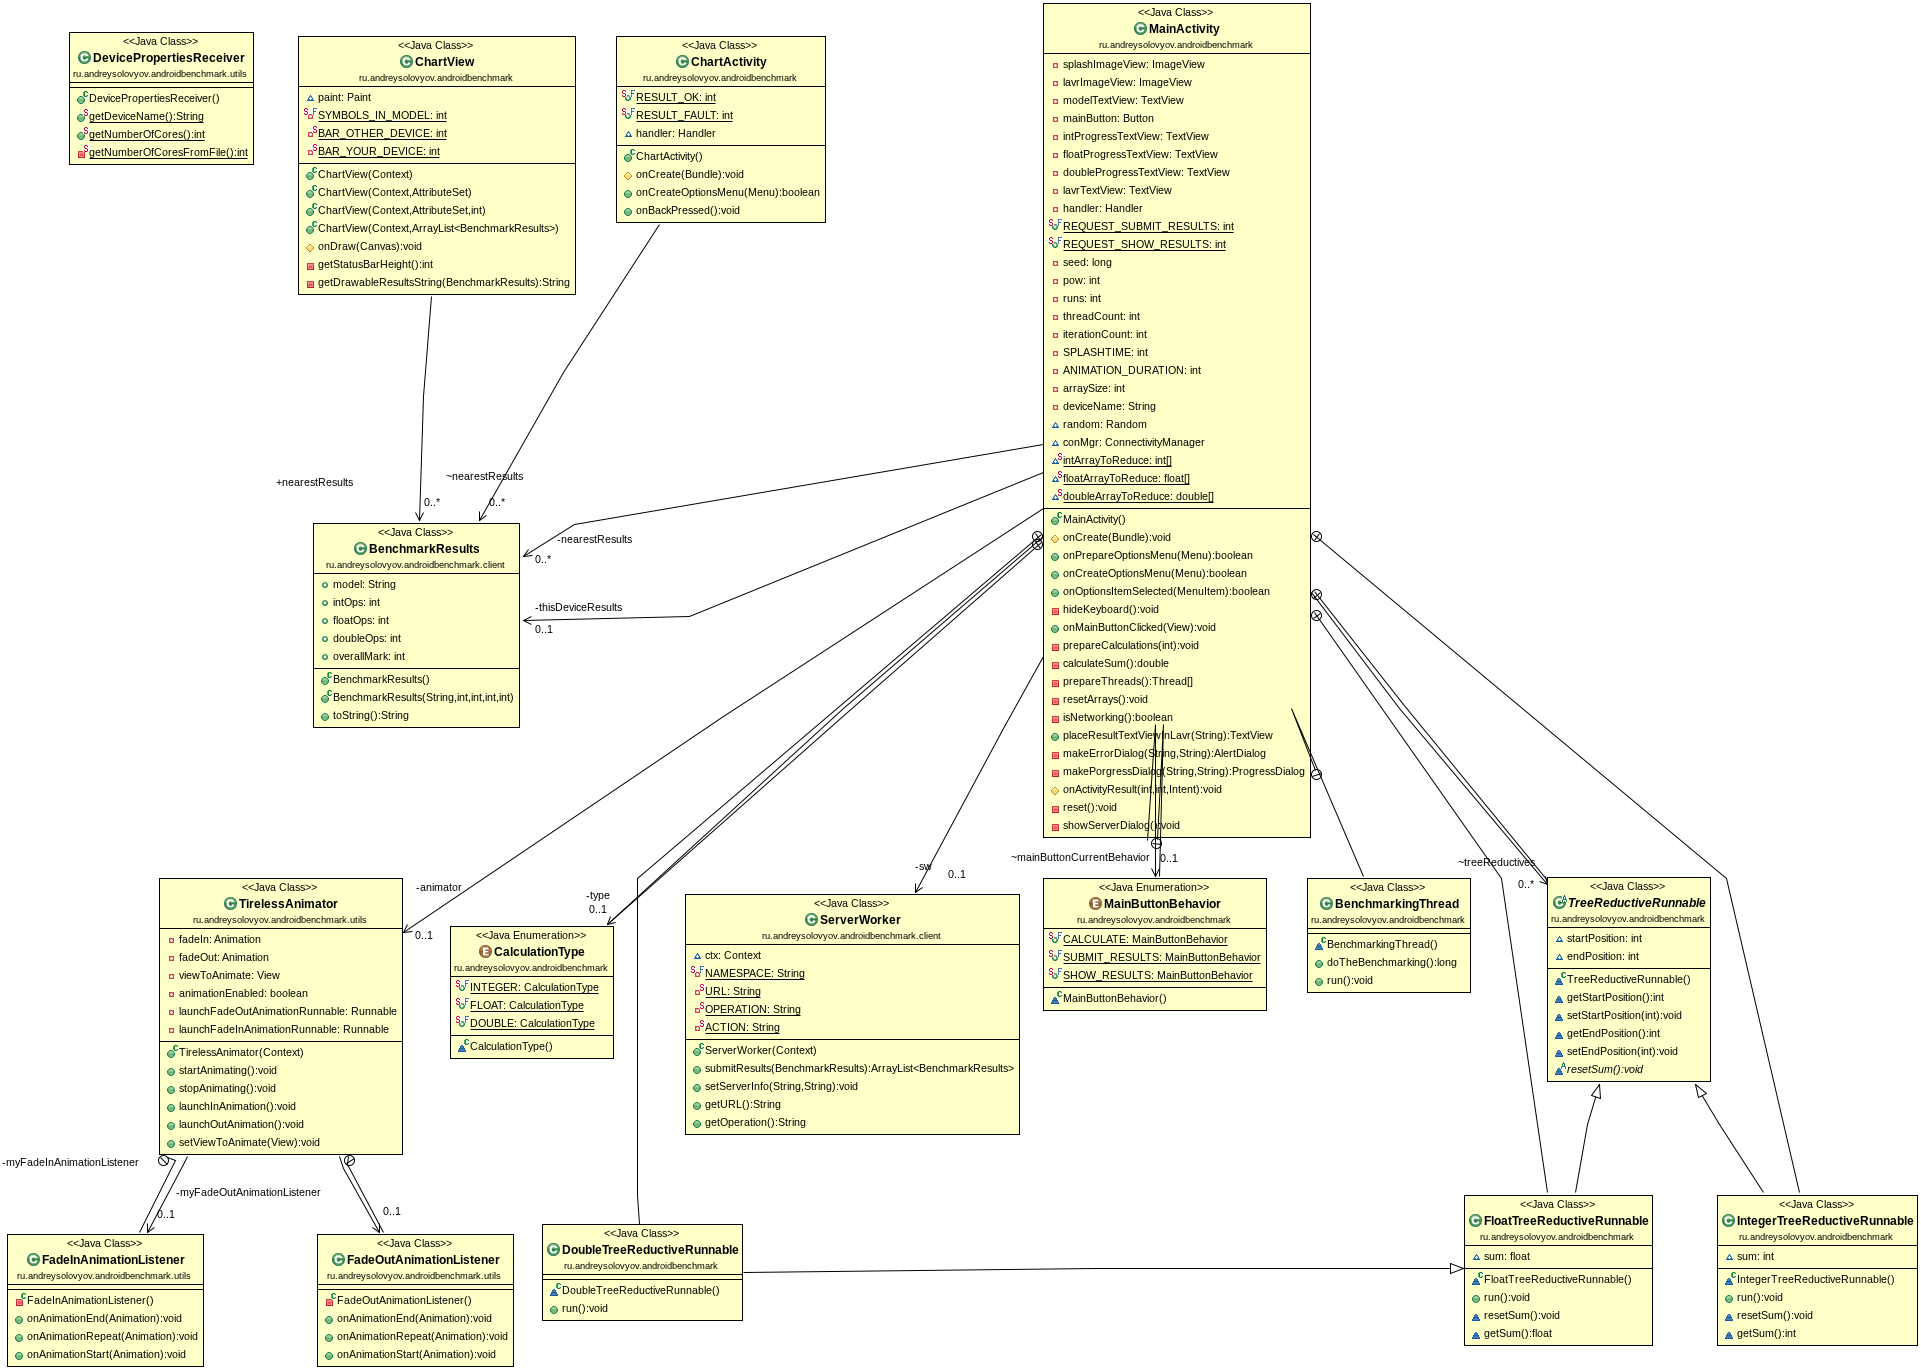 <<Java Class>>
DevicePropertiesReceiver
ru.andreysolovyov.androidbenchmark.utils
DevicePropertiesReceiver()
getDeviceName():String
getNumberOfCores():int
getNumberOfCoresFromFile():int
<<Java Class>>
ChartView
ru.andreysolovyov.androidbenchmark
paint: Paint
SYMBOLS_IN_MODEL: int
BAR_OTHER_DEVICE: int
BAR_YOUR_DEVICE: int
ChartView(Context)
ChartView(Context,AttributeSet)
ChartView(Context,AttributeSet,int)
ChartView(Context,ArrayList<BenchmarkResults>)
onDraw(Canvas):void
getStatusBarHeight():int
getDrawableResultsString(BenchmarkResults):String
<<Java Class>>
ChartActivity
ru.andreysolovyov.androidbenchmark
RESULT_OK: int
RESULT_FAULT: int
handler: Handler
ChartActivity()
onCreate(Bundle):void
onCreateOptionsMenu(Menu):boolean
onBackPressed():void
<<Java Class>>
MainActivity
ru.andreysolovyov.androidbenchmark
splashImageView: ImageView
lavrImageView: ImageView
modelTextView: TextView
mainButton: Button
intProgressTextView: TextView
floatProgressTextView: TextView
doubleProgressTextView: TextView
lavrTextView: TextView
handler: Handler
REQUEST_SUBMIT_RESULTS: int
REQUEST_SHOW_RESULTS: int
seed: long
pow: int
runs: int
threadCount: int
iterationCount: int
SPLASHTIME: int
ANIMATION_DURATION: int
arraySize: int
deviceName: String
random: Random
conMgr: ConnectivityManager
intArrayToReduce: int[]
floatArrayToReduce: float[]
doubleArrayToReduce: double[]
MainActivity()
onCreate(Bundle):void
onPrepareOptionsMenu(Menu):boolean
onCreateOptionsMenu(Menu):boolean
onOptionsItemSelected(MenuItem):boolean
hideKeyboard():void
onMainButtonClicked(View):void
prepareCalculations(int):void
calculateSum():double
prepareThreads():Thread[]
resetArrays():void
isNetworking():boolean
placeResultTextViewInLavr(String):TextView
makeErrorDialog(String,String):AlertDialog
makePorgressDialog(String,String):ProgressDialog
onActivityResult(int,int,Intent):void
reset():void
showServerDialog():void
+nearestResults
0..*
~nearestResults
0..*
-nearestResults
0..*
-thisDeviceResults
0..1
<<Java Class>>
BenchmarkResults
ru.andreysolovyov.androidbenchmark.client
model: String
intOps: int
floatOps: int
doubleOps: int
overallMark: int
BenchmarkResults()
BenchmarkResults(String,int,int,int,int)
toString():String
-animator
0..1
-type
0..1
-sw
0..1
~mainButtonCurrentBehavior
0..1
~treeReductives
0..*
<<Java Class>>
TirelessAnimator
ru.andreysolovyov.androidbenchmark.utils
fadeIn: Animation
fadeOut: Animation
viewToAnimate: View
animationEnabled: boolean
launchFadeOutAnimationRunnable: Runnable
launchFadeInAnimationRunnable: Runnable
TirelessAnimator(Context)
startAnimating():void
stopAnimating():void
launchInAnimation():void
launchOutAnimation():void
setViewToAnimate(View):void
<<Java Enumeration>>
CalculationType
ru.andreysolovyov.androidbenchmark
INTEGER: CalculationType
FLOAT: CalculationType
DOUBLE: CalculationType
CalculationType()
<<Java Class>>
ServerWorker
ru.andreysolovyov.androidbenchmark.client
ctx: Context
NAMESPACE: String
URL: String
OPERATION: String
ACTION: String
ServerWorker(Context)
submitResults(BenchmarkResults):ArrayList<BenchmarkResults>
setServerInfo(String,String):void
getURL():String
getOperation():String
<<Java Enumeration>>
MainButtonBehavior
ru.andreysolovyov.androidbenchmark
CALCULATE: MainButtonBehavior
SUBMIT_RESULTS: MainButtonBehavior
SHOW_RESULTS: MainButtonBehavior
MainButtonBehavior()
<<Java Class>>
BenchmarkingThread
ru.andreysolovyov.androidbenchmark
BenchmarkingThread()
doTheBenchmarking():long
run():void
<<Java Class>>
TreeReductiveRunnable
ru.andreysolovyov.androidbenchmark
startPosition: int
endPosition: int
TreeReductiveRunnable()
getStartPosition():int
setStartPosition(int):void
getEndPosition():int
setEndPosition(int):void
resetSum():void
-myFadeInAnimationListener
0..1
-myFadeOutAnimationListener
0..1
<<Java Class>>
FadeInAnimationListener
ru.andreysolovyov.androidbenchmark.utils
FadeInAnimationListener()
onAnimationEnd(Animation):void
onAnimationRepeat(Animation):void
onAnimationStart(Animation):void
<<Java Class>>
FadeOutAnimationListener
ru.andreysolovyov.androidbenchmark.utils
FadeOutAnimationListener()
onAnimationEnd(Animation):void
onAnimationRepeat(Animation):void
onAnimationStart(Animation):void
<<Java Class>>
DoubleTreeReductiveRunnable
ru.andreysolovyov.androidbenchmark
DoubleTreeReductiveRunnable()
run():void
<<Java Class>>
FloatTreeReductiveRunnable
ru.andreysolovyov.androidbenchmark
sum: float
FloatTreeReductiveRunnable()
run():void
resetSum():void
getSum():float
<<Java Class>>
IntegerTreeReductiveRunnable
ru.andreysolovyov.androidbenchmark
sum: int
IntegerTreeReductiveRunnable()
run():void
resetSum():void
getSum():int